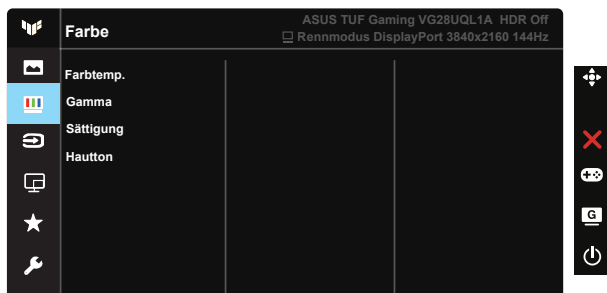 Farbe
ASUS TUF Gaming VG28UQL1A HDR Off
Rennmodus DisplayPort 3840x2160 144Hz
Farbtemp.
Gamma
Sättigung
Hautton
G